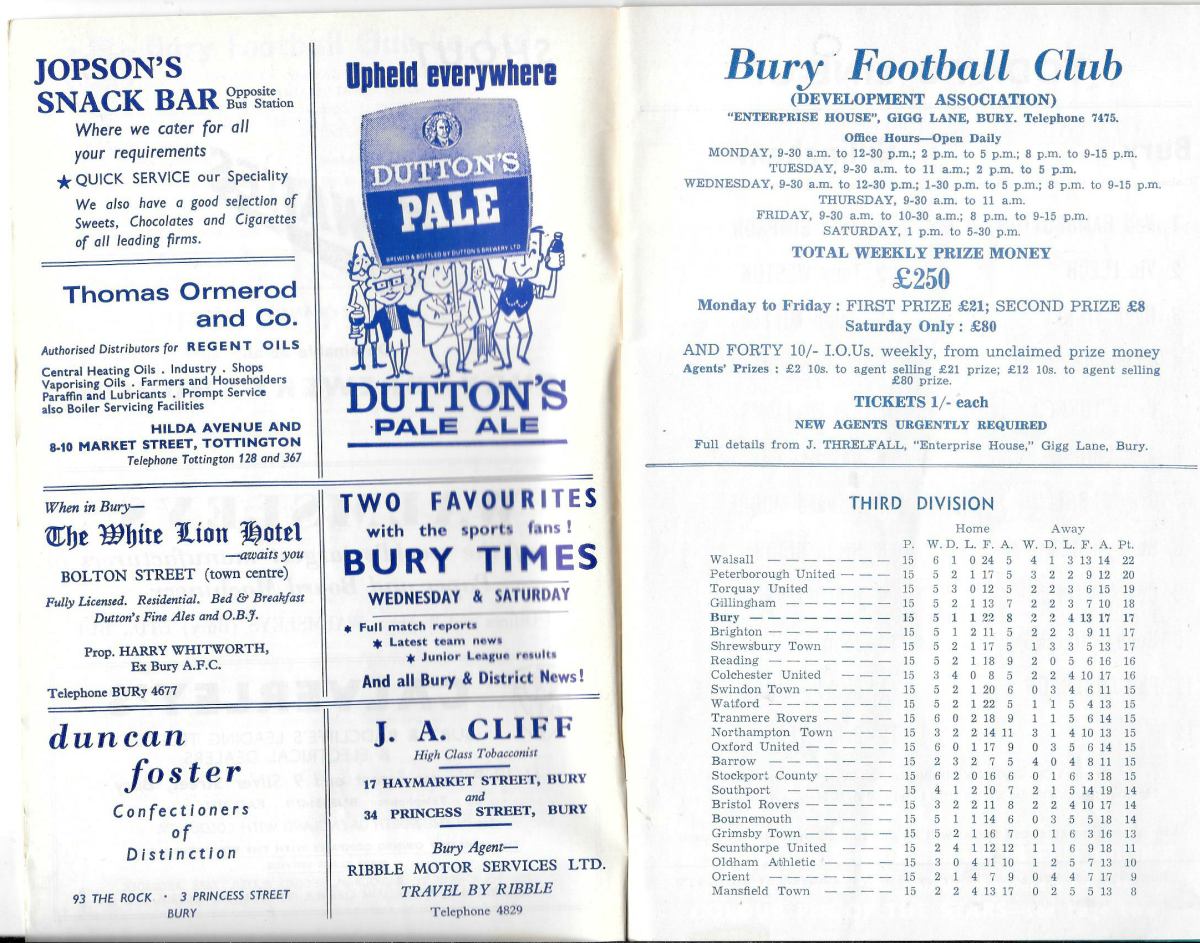 JOPSON'S
SNACK BAR Opposite Bus Station
Where we cater for all
your requirements
★ QUICK SERVICE our Speciality
We also have a good selection of
Sweets, Chocolates and Cigarettes
of all leading firms.
Thomas Ormerod
and Co.
Authorised Distributors for REGENT OILS
Central Heating Oils . Industry . Shops
Vaporising Oils . Farmers and Householders
Paraffin and Lubricants . Prompt Service
also Boiler Servicing Facilities
HILDA AVENUE AND
8-10 MARKET STREET, TOTTINGTON
Telephone Tottington 128 and 367
Upheld everywhere
DUTTON'S
PALE
BREWED & BOTTLED BY DUTTON'S BREWERY LTD
DUTTON'S
PALE ALE
When in Bury—
The White Lion Hotel
—awaits you
BOLTON STREET (town centre)
Fully Licensed. Residential. Bed & Breakfast
Dutton's Fine Ales and O.B.J.
Prop. HARRY WHITWORTH,
Ex Bury A.F.C.
Telephone BURy 4677
TWO FAVOURITES
with the sports fans!
BURY TIMES
WEDNESDAY & SATURDAY
★ Full match reports
★ Latest team news
★ Junior League results
And all Bury & District News!
duncan
foster
Confectioners
of
Distinction
93 THE ROCK · 3 PRINCESS STREET
BURY
J. A. CLIFF
High Class Tobacconist
17 HAYMARKET STREET, BURY
and
34 PRINCESS STREET, BURY
Bury Agent—
RIBBLE MOTOR SERVICES LTD.
TRAVEL BY RIBBLE
Telephone 4829
Bury Football Club
(DEVELOPMENT ASSOCIATION)
"ENTERPRISE HOUSE", GIGG LANE, BURY. Telephone 7475.
Office Hours—Open Daily
MONDAY, 9-30 a.m. to 12-30 p.m.; 2 p.m. to 5 p.m.; 8 p.m. to 9-15 p.m.
TUESDAY, 9-30 a.m. to 11 a.m.; 2 p.m. to 5 p.m.
WEDNESDAY, 9-30 a.m. to 12-30 p.m.; 1-30 p.m. to 5 p.m.; 8 p.m. to 9-15 p.m.
THURSDAY, 9-30 a.m. to 11 a.m.
FRIDAY, 9-30 a.m. to 10-30 a.m.; 8 p.m. to 9-15 p.m.
SATURDAY, 1 p.m. to 5-30 p.m.
TOTAL WEEKLY PRIZE MONEY
£250
Monday to Friday : FIRST PRIZE £21; SECOND PRIZE £8
Saturday Only : £80
AND FORTY 10/- I.O.Us. weekly, from unclaimed prize money
Agents' Prizes : £2 10s. to agent selling £21 prize; £12 10s. to agent selling
£80 prize.
TICKETS 1/- each
NEW AGENTS URGENTLY REQUIRED
Full details from J. THRELFALL, "Enterprise House," Gigg Lane, Bury.
THIRD DIVISION
Home Away
P. W. D. L. F. A. W. D. L. F. A. Pt.
Walsall 15 6 1 0 24 5 4 1 3 13 14 22
Peterborough United 15 5 2 1 17 5 3 2 2 9 12 20
Torquay United 15 5 3 0 12 5 2 2 3 6 15 19
Gillingham 15 5 2 1 13 7 2 2 3 7 10 18
Bury 15 5 1 1 22 8 2 2 4 13 17 17
Brighton 15 5 1 2 11 5 2 2 3 9 11 17
Shrewsbury Town 15 5 2 1 17 5 1 3 3 5 13 17
Reading 15 5 2 1 18 9 2 0 5 6 16 16
Colchester United 15 3 4 0 8 5 2 2 4 10 17 16
Swindon Town 15 5 2 1 20 6 0 3 4 6 11 15
Watford 15 5 2 1 22 5 1 1 5 4 13 15
Tranmere Rovers 15 6 0 2 18 9 1 1 5 6 14 15
Northampton Town 15 3 2 2 14 11 3 1 4 10 13 15
Oxford United 15 6 0 1 17 9 0 3 5 6 14 15
Barrow 15 2 3 2 7 5 4 0 4 8 11 15
Stockport County 15 6 2 0 16 6 0 1 6 3 18 15
Southport 15 4 1 2 10 7 2 1 5 14 19 14
Bristol Rovers 15 3 2 2 11 8 2 2 4 10 17 14
Bournemouth 15 5 1 1 14 6 0 3 5 5 18 14
Grimsby Town 15 5 2 1 16 7 0 1 6 3 16 13
Scunthorpe United 15 2 4 1 12 12 1 1 6 9 18 11
Oldham Athletic 15 3 0 4 11 10 1 2 5 7 13 10
Orient 15 2 1 4 7 9 0 4 4 7 17 9
Mansfield Town 15 2 2 4 13 17 0 2 5 5 13 8